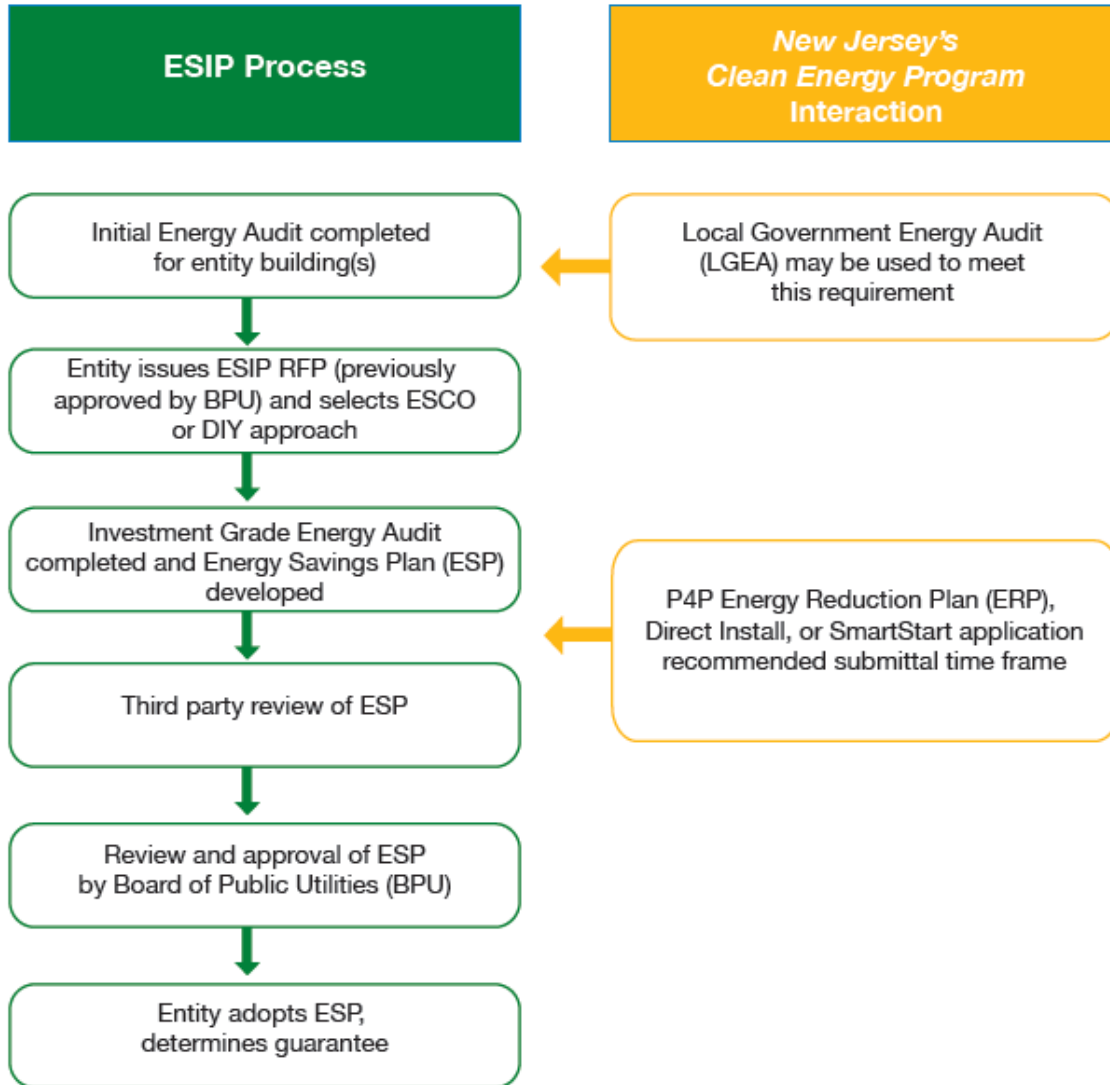 ESIP Process
New Jersey's
Clean Energy Program
Interaction
Initial Energy Audit completed
for entity building(s)
Local Government Energy Audit
(LGEA) may be used to meet
this requirement
Entity issues ESIP RFP (previously
approved by BPU) and selects ESCO
or DIY approach
Investment Grade Energy Audit
completed and Energy Savings Plan (ESP)
developed
P4P Energy Reduction Plan (ERP),
Direct Install, or SmartStart application
recommended submittal time frame
Third party review of ESP
Review and approval of ESP
by Board of Public Utilities (BPU)
Entity adopts ESP,
determines guarantee